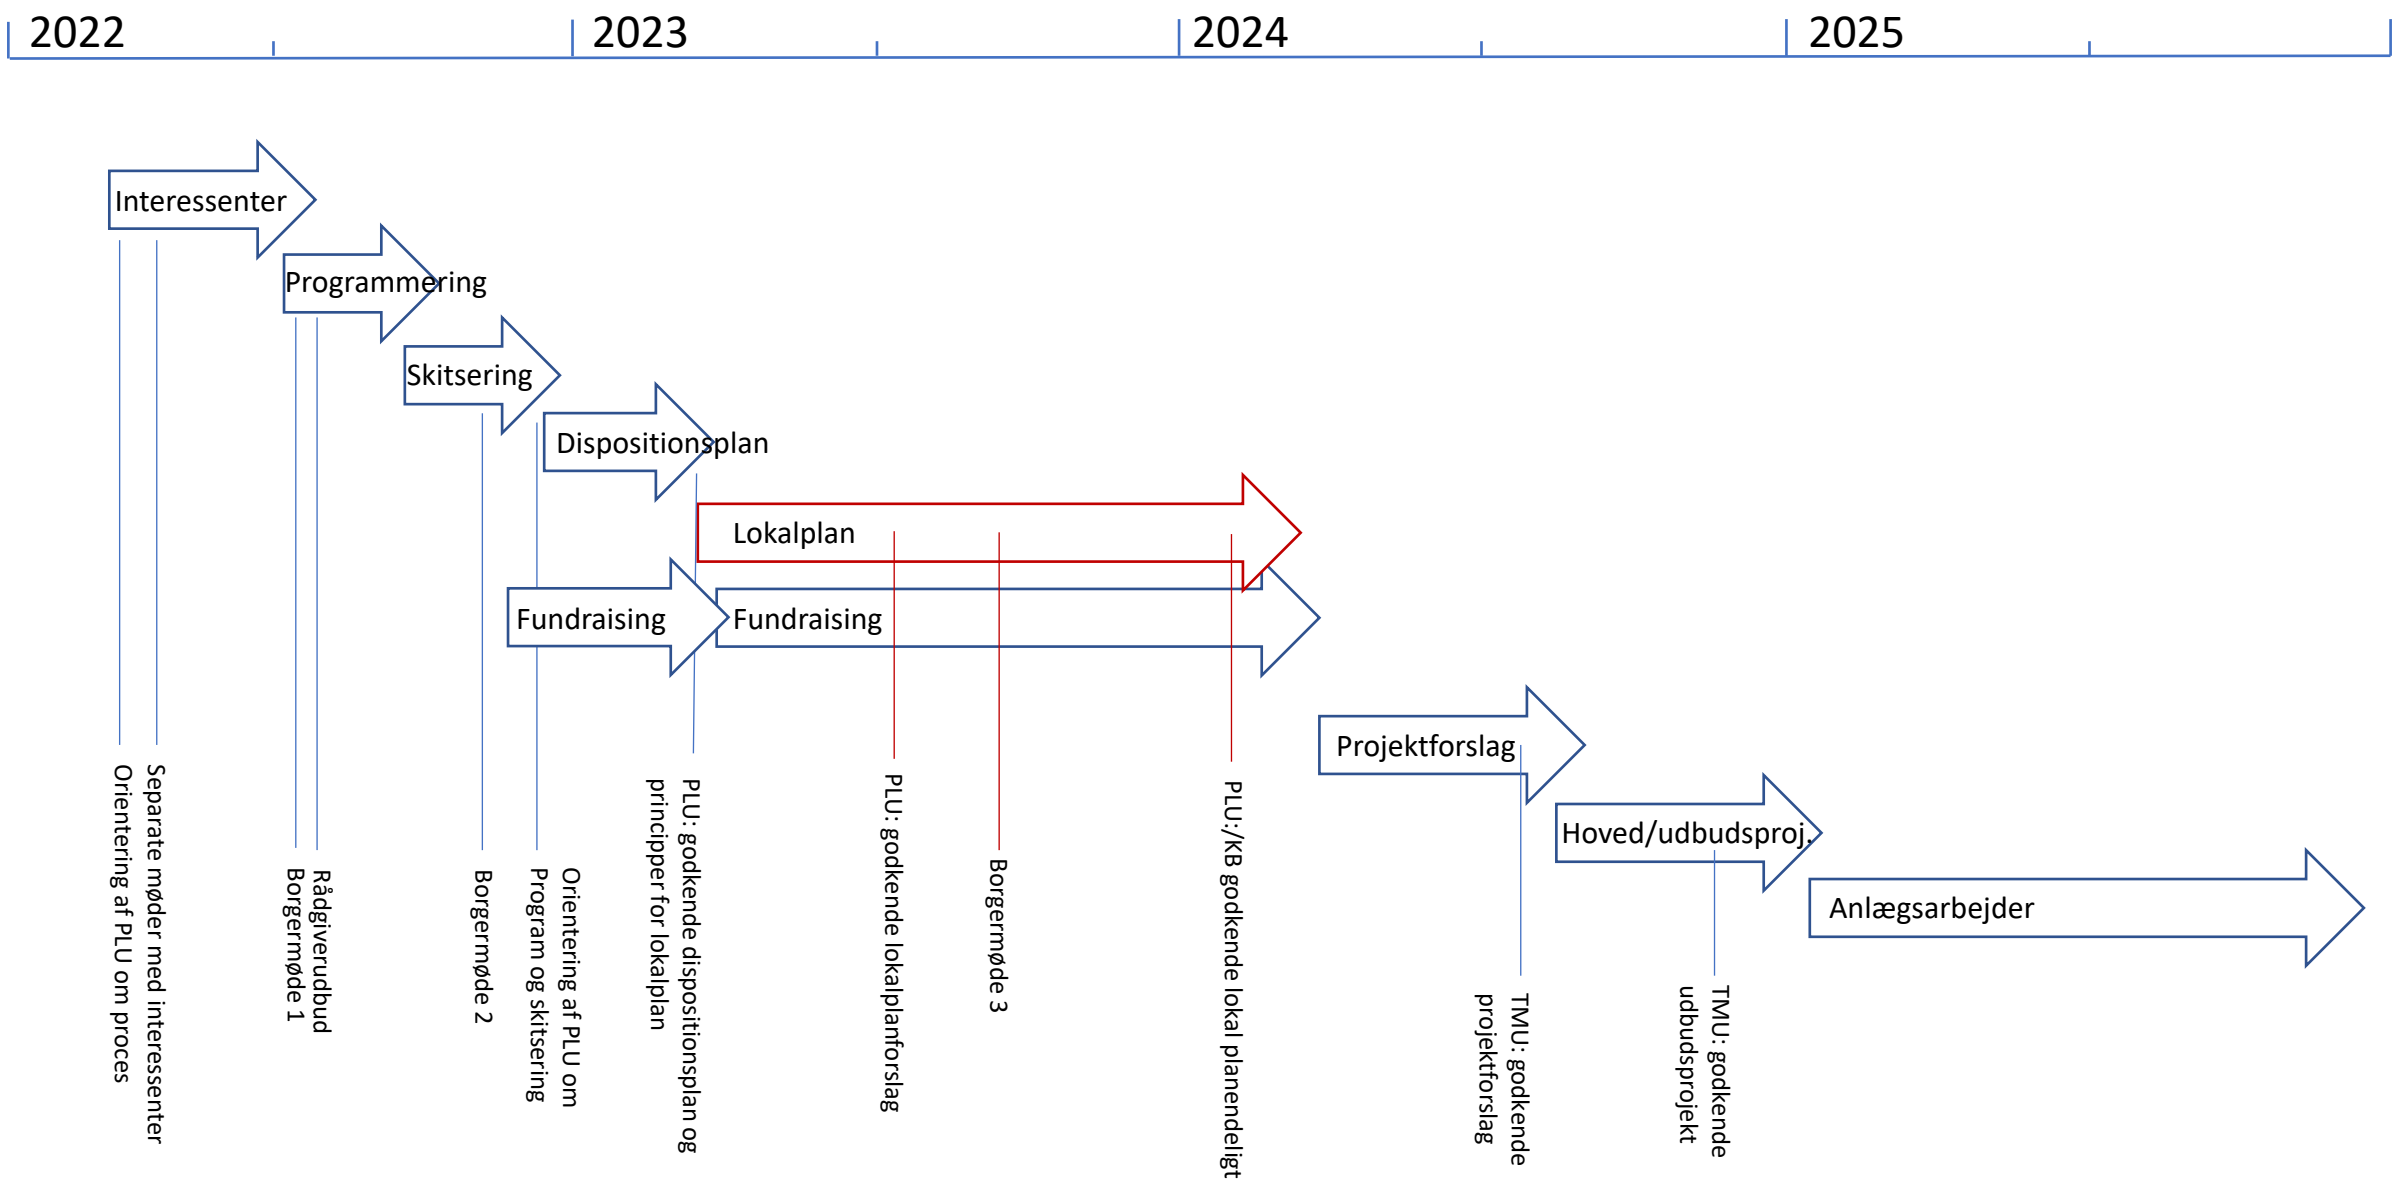 2022
2023
2024
2025
Interessenter
Programmering
Skitsering
Dispositionsplan
Lokalplan
Fundraising
Fundraising
Projektforslag
Hoved/udbudsproj.
Anlægsarbejder
Orientering af PLU om proces
Separate møder med interessenter
Borgermøde 1
Rådgiverudbud
Borgermøde 2
Orientering af PLU om
Program og skitsering
PLU: godkende dispositionsplan og
principper for lokalplan
PLU: godkende lokalplanforslag
Borgermøde 3
PLU:/KB godkende lokal planendeligt
TMU: godkende
projektforslag
TMU: godkende
udbudsprojekt